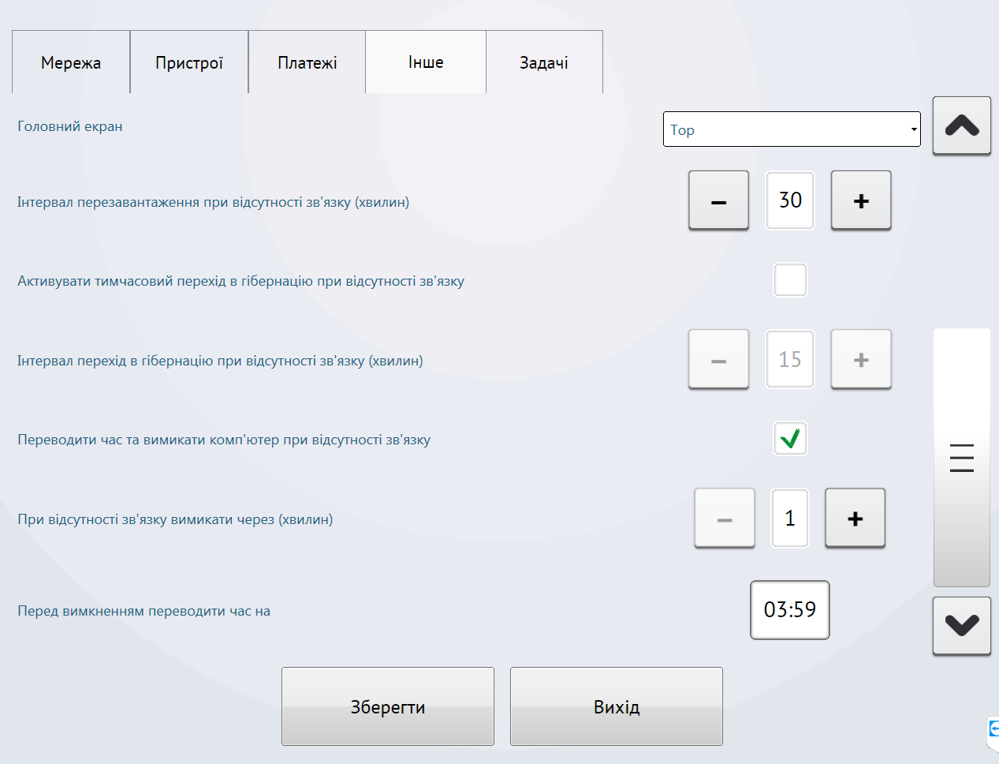 Мережа
Пристрої
Платежі
Інше
Задачі
Головний екран
Top
Інтервал перезавантаження при відсутності зв'язку (хвилин)
–
30
+
Активувати тимчасовий перехід в гібернацію при відсутності зв'язку
Інтервал перехід в гібернацію при відсутності зв'язку (хвилин)
–
15
+
Переводити час та вимикати комп'ютер при відсутності зв'язку
При відсутності зв'язку вимикати через (хвилин)
–
1
+
Перед вимкненням переводити час на
03:59
Зберегти
Вихід